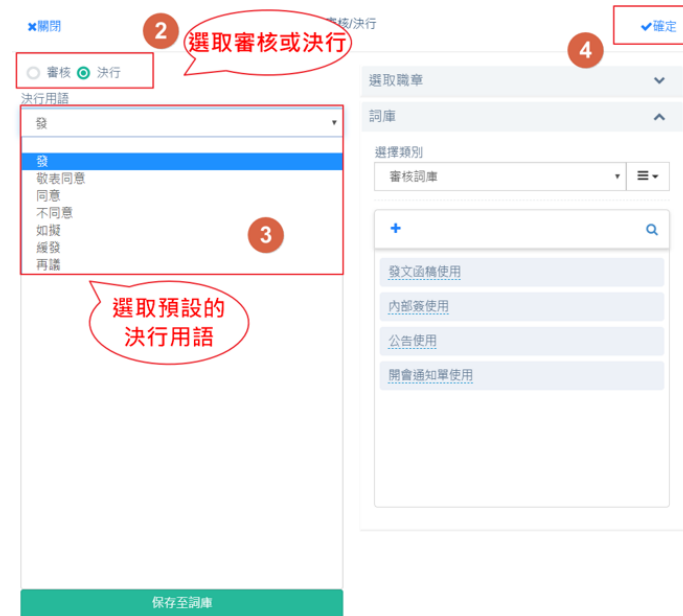 ✖關閉
2
選取審核或決行
核/決行
✔確定
4
審核 決行
決行用語
發
發
敬表同意
同意
不同意
如擬
緩發
再議
3
選取預設的
決行用語
保存至詞庫
選取職章
詞庫
選擇類別
審核詞庫
+
發文函稿使用
內部簽使用
公告使用
開會通知單使用